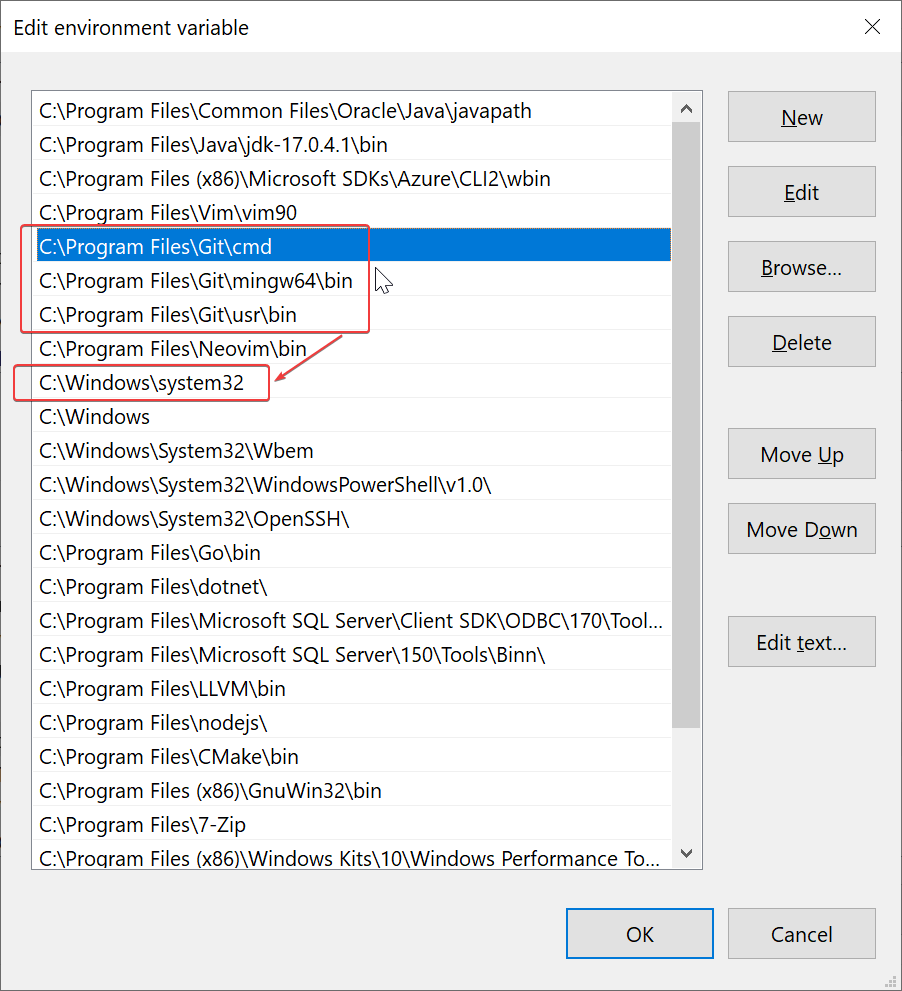 Edit environment variable
C:\Program Files\Common Files\Oracle\Java\javapath
C:\Program Files\Java\jdk-17.0.4.1\bin
C:\Program Files (x86)\Microsoft SDKs\Azure\CLI2\wbin
C:\Program Files\Vim\vim90
C:\Program Files\Git\cmd
C:\Program Files\Git\mingw64\bin
C:\Program Files\Git\usr\bin
C:\Program Files\Neovim\bin
C:\Windows\system32
C:\Windows
C:\Windows\System32\Wbem
C:\Windows\System32\WindowsPowerShell\v1.0\
C:\Windows\System32\OpenSSH\
C:\Program Files\Go\bin
C:\Program Files\dotnet\
C:\Program Files\Microsoft SQL Server\Client SDK\ODBC\170\Tool...
C:\Program Files\Microsoft SQL Server\150\Tools\Binn\
C:\Program Files\LLVM\bin
C:\Program Files\nodejs\
C:\Program Files\CMake\bin
C:\Program Files (x86)\GnuWin32\bin
C:\Program Files\7-Zip
C:\Program Files (x86)\Windows Kits\10\Windows Performance To...
New
Edit
Browse...
Delete
Move Up
Move Down
Edit text...
OK
Cancel